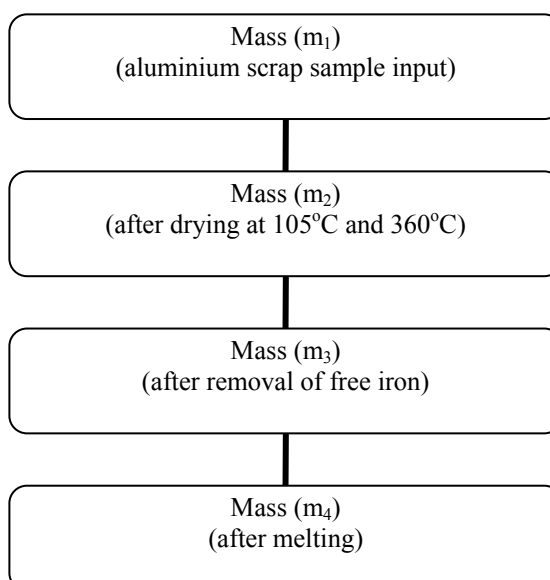 Mass (m₁)
(aluminium scrap sample input)
Mass (m₂)
(after drying at 105°C and 360°C)
Mass (m₃)
(after removal of free iron)
Mass (m₄)
(after melting)